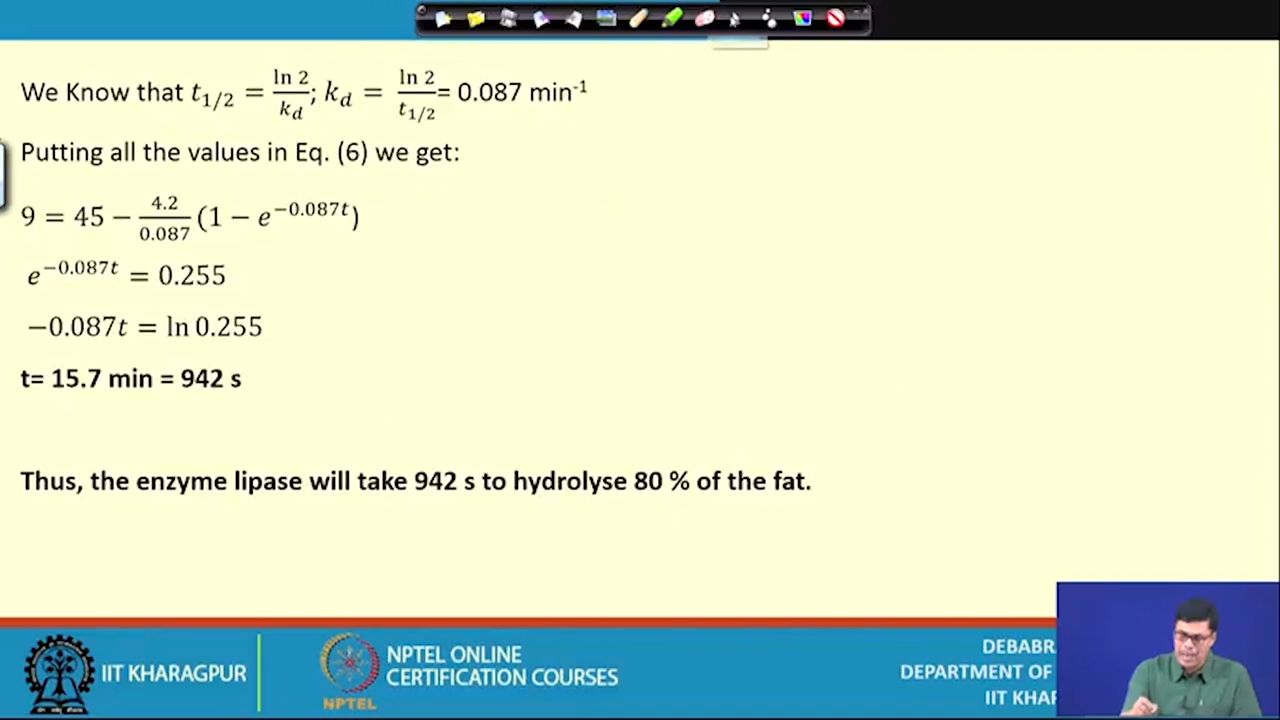 We Know that t₁/₂ = ln 2 / k_d ; k_d = ln 2 / t₁/₂ = 0.087 min⁻¹
Putting all the values in Eq. (6) we get:
9 = 45 − 4.2 / 0.087 (1 − e^−0.087t)
e^−0.087t = 0.255
−0.087t = ln 0.255
t= 15.7 min = 942 s
Thus, the enzyme lipase will take 942 s to hydrolyse 80 % of the fat.
IIT KHARAGPUR
NPTEL
NPTEL ONLINE
CERTIFICATION COURSES
DEBABR
DEPARTMENT OF
IIT KHAR